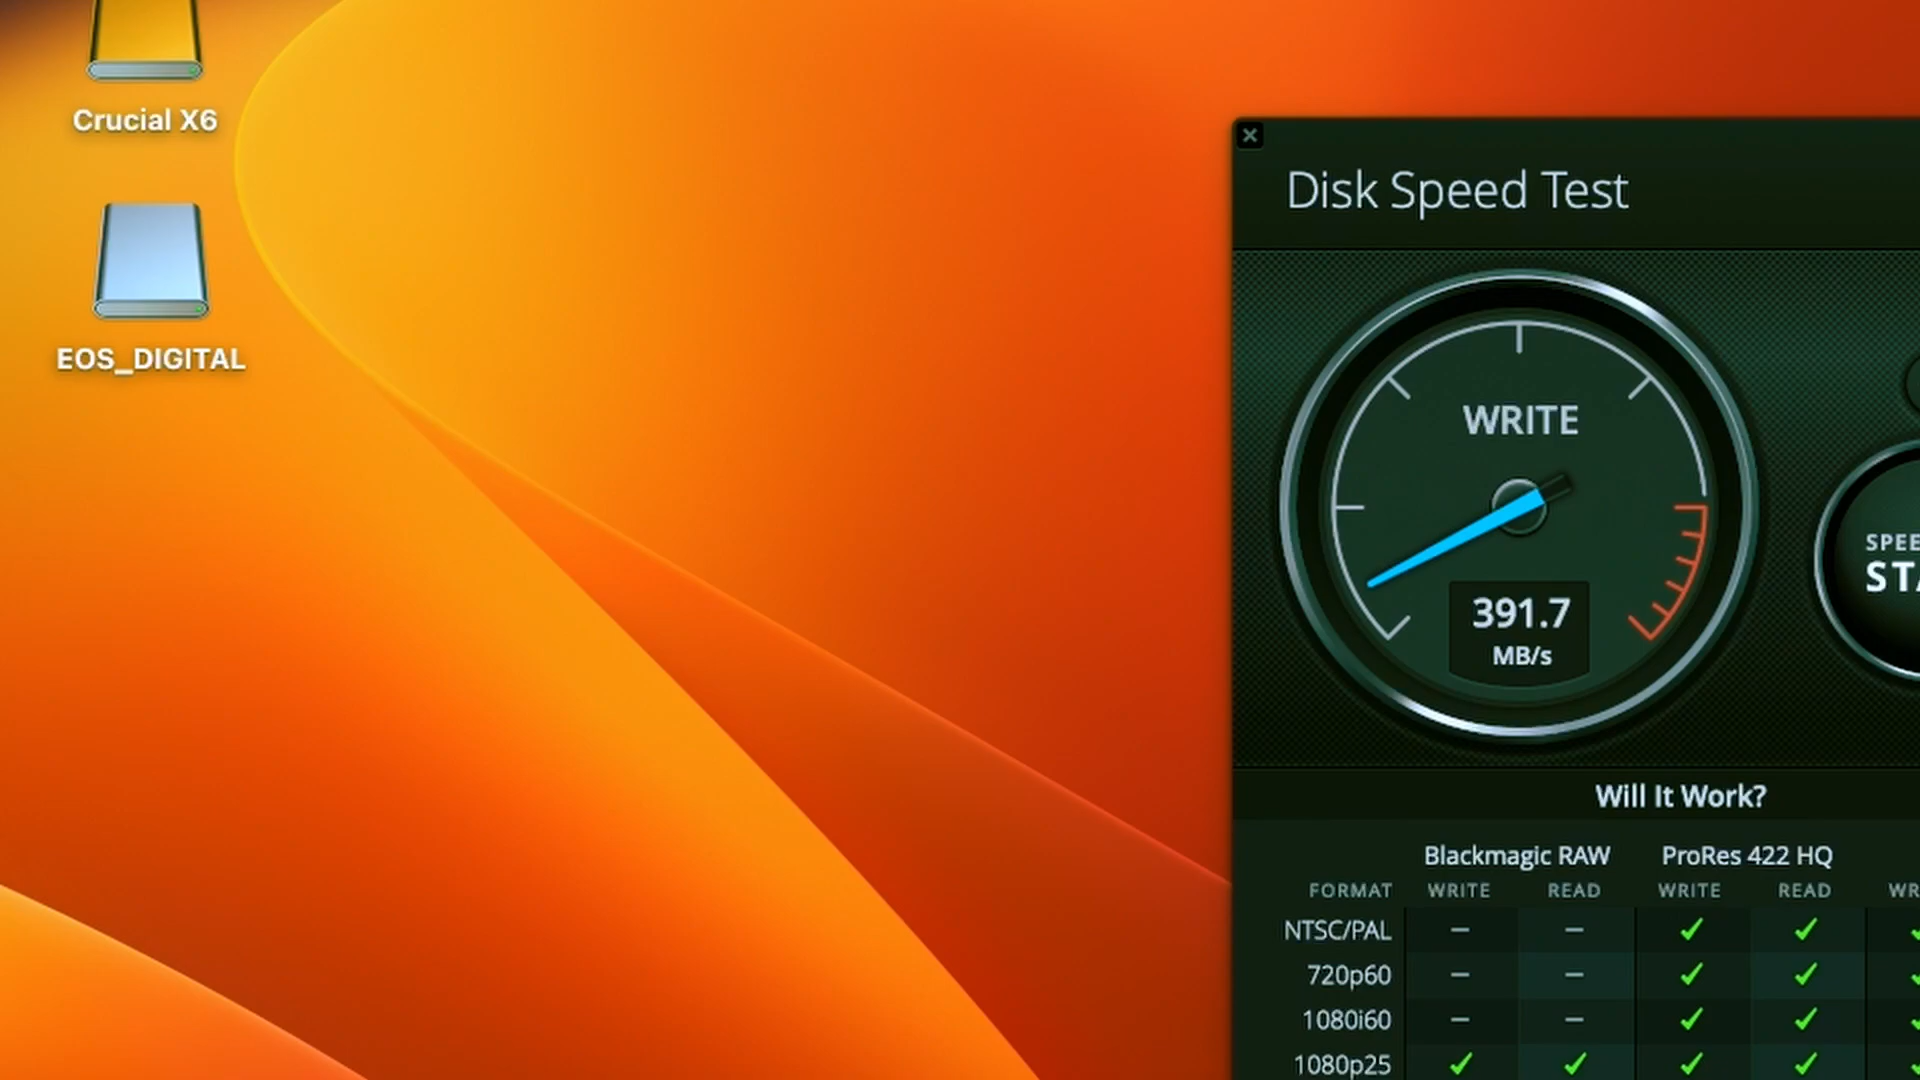 Crucial X6
EOS_DIGITAL
Disk Speed Test
WRITE
391.7
MB/s
Will It Work?
Blackmagic RAW ProRes 422 HQ
FORMAT WRITE READ WRITE READ
NTSC/PAL
720p60
1080i60
1080p25